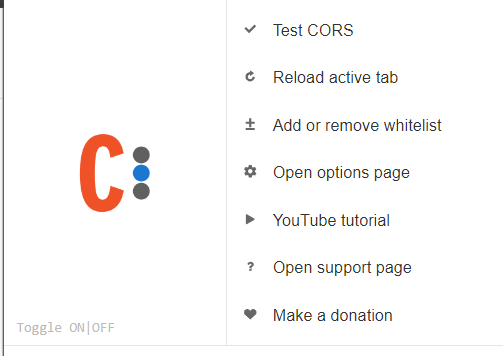 Test CORS
Reload active tab
Add or remove whitelist
Open options page
YouTube tutorial
Open support page
Make a donation
C:
Toggle ON|OFF